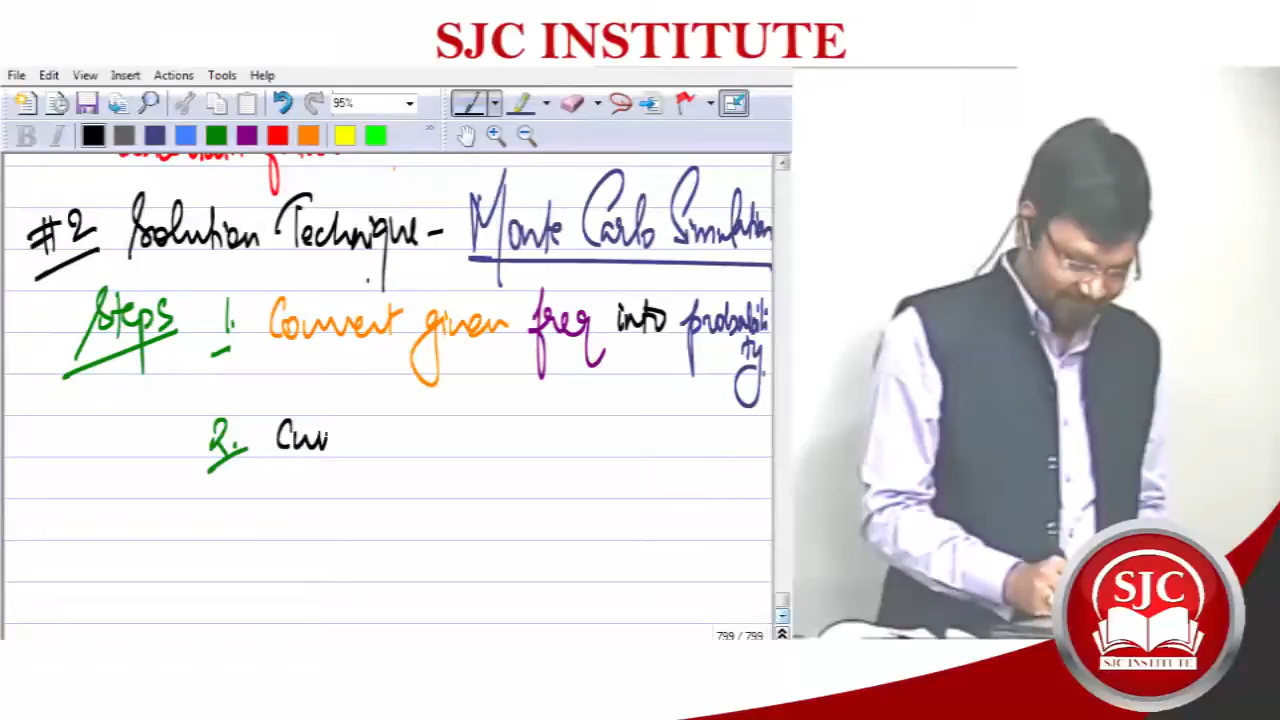 SJC INSTITUTE
File Edit View Insert Actions Tools Help
95%
B I
#2 Solution Technique - Monte Carlo Simulation
Steps 1. Convert given freq into probability.
2. Cum
799 / 799
SJC
SJC INSTITUTE